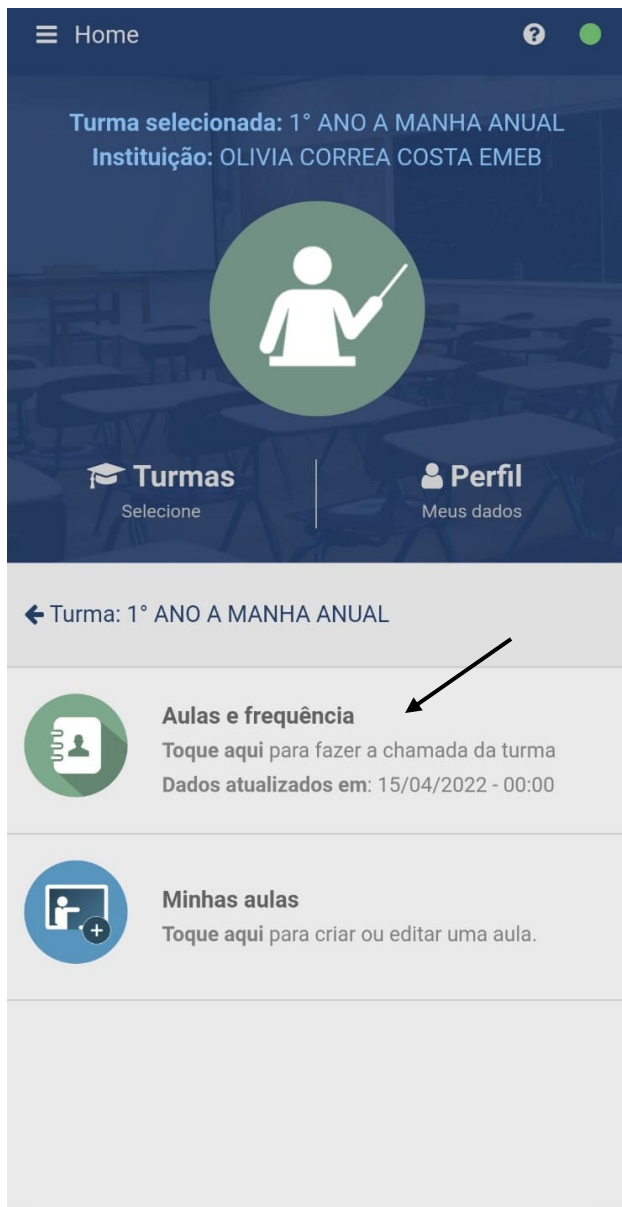 Home
Turma selecionada: 1° ANO A MANHA ANUAL
Instituição: OLIVIA CORREA COSTA EMEB
Turmas
Selecione
Perfil
Meus dados
Turma: 1° ANO A MANHA ANUAL
Aulas e frequência
Toque aqui para fazer a chamada da turma
Dados atualizados em: 15/04/2022 - 00:00
Minhas aulas
Toque aqui para criar ou editar uma aula.